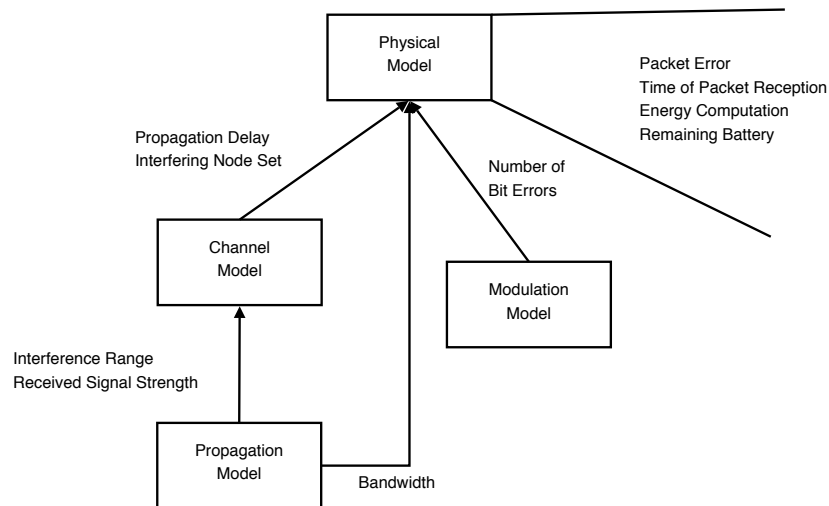 Physical
Model
Packet Error
Time of Packet Reception
Energy Computation
Remaining Battery
Propagation Delay
Interfering Node Set
Number of
Bit Errors
Channel
Model
Modulation
Model
Interference Range
Received Signal Strength
Propagation
Model
Bandwidth